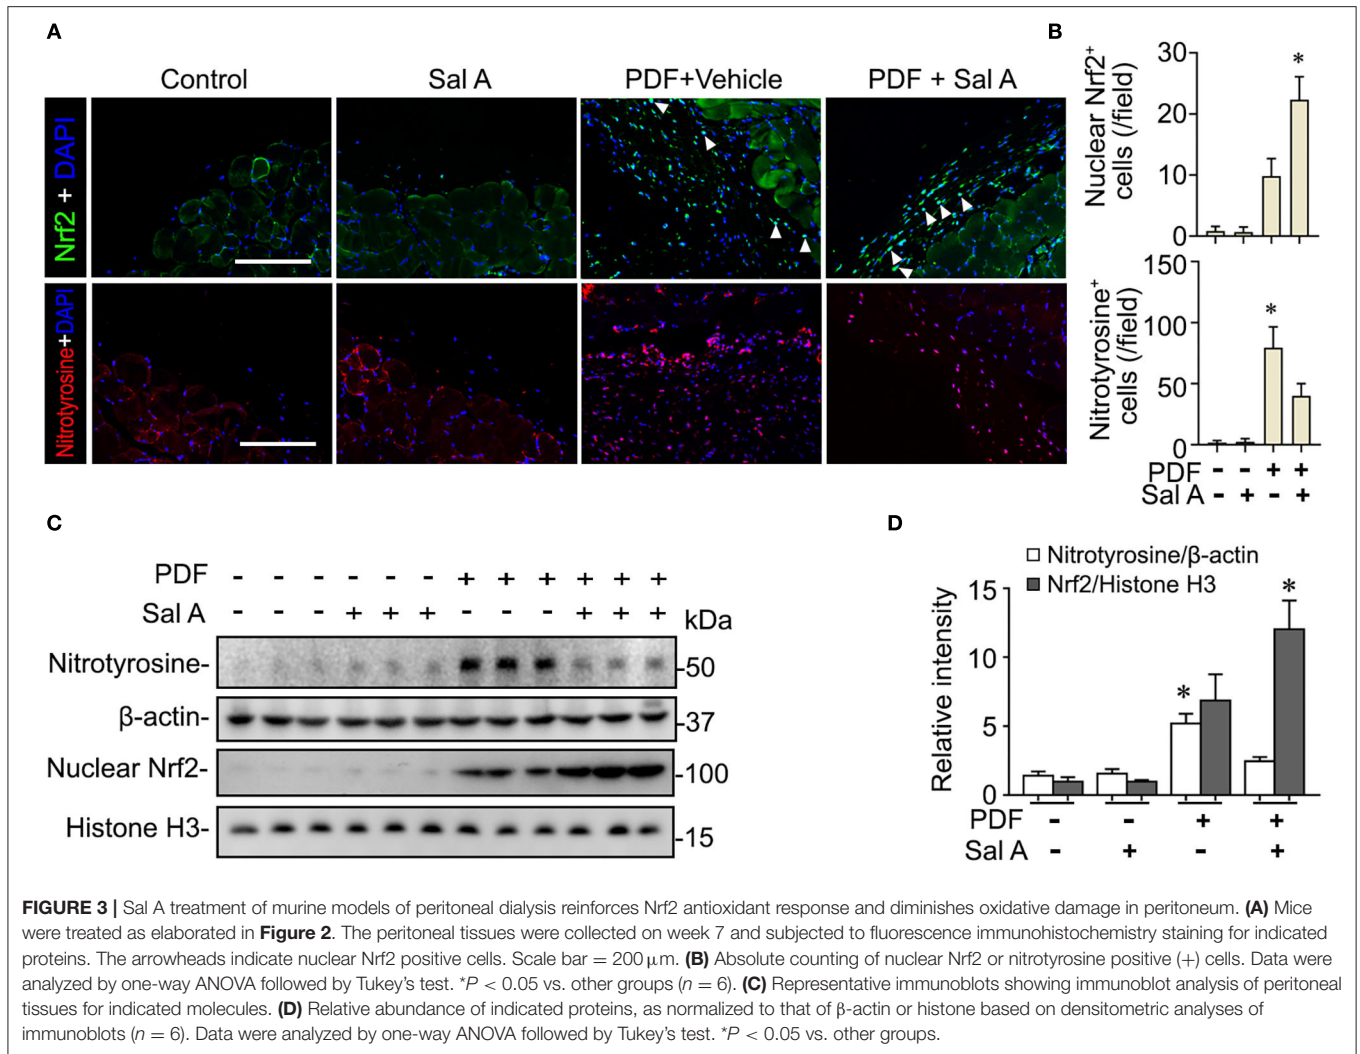 A
Control
Sal A
PDF+Vehicle
PDF + Sal A
Nrf2 + DAPI
Nitrotyrosine+DAPI
B
Nuclear Nrf2+
cells (/field)
30
20
10
0
*
Nitrotyrosine+
cells (/field)
150
100
50
0
*
PDF - - + +
Sal A - + - +
C
PDF - - - - - - + + + + + +
Sal A - - - + + + - - - + + +
kDa
Nitrotyrosine- -50
β-actin- -37
Nuclear Nrf2- -100
Histone H3- -15
D
Nitrotyrosine/β-actin
Nrf2/Histone H3
Relative intensity
15
10
5
0
*
*
PDF - - + +
Sal A - + - +
FIGURE 3 | Sal A treatment of murine models of peritoneal dialysis reinforces Nrf2 antioxidant response and diminishes oxidative damage in peritoneum. (A) Mice
were treated as elaborated in Figure 2. The peritoneal tissues were collected on week 7 and subjected to fluorescence immunohistochemistry staining for indicated
proteins. The arrowheads indicate nuclear Nrf2 positive cells. Scale bar = 200 μm. (B) Absolute counting of nuclear Nrf2 or nitrotyrosine positive (+) cells. Data were
analyzed by one-way ANOVA followed by Tukey's test. *P < 0.05 vs. other groups (n = 6). (C) Representative immunoblots showing immunoblot analysis of peritoneal
tissues for indicated molecules. (D) Relative abundance of indicated proteins, as normalized to that of β-actin or histone based on densitometric analyses of
immunoblots (n = 6). Data were analyzed by one-way ANOVA followed by Tukey's test. *P < 0.05 vs. other groups.